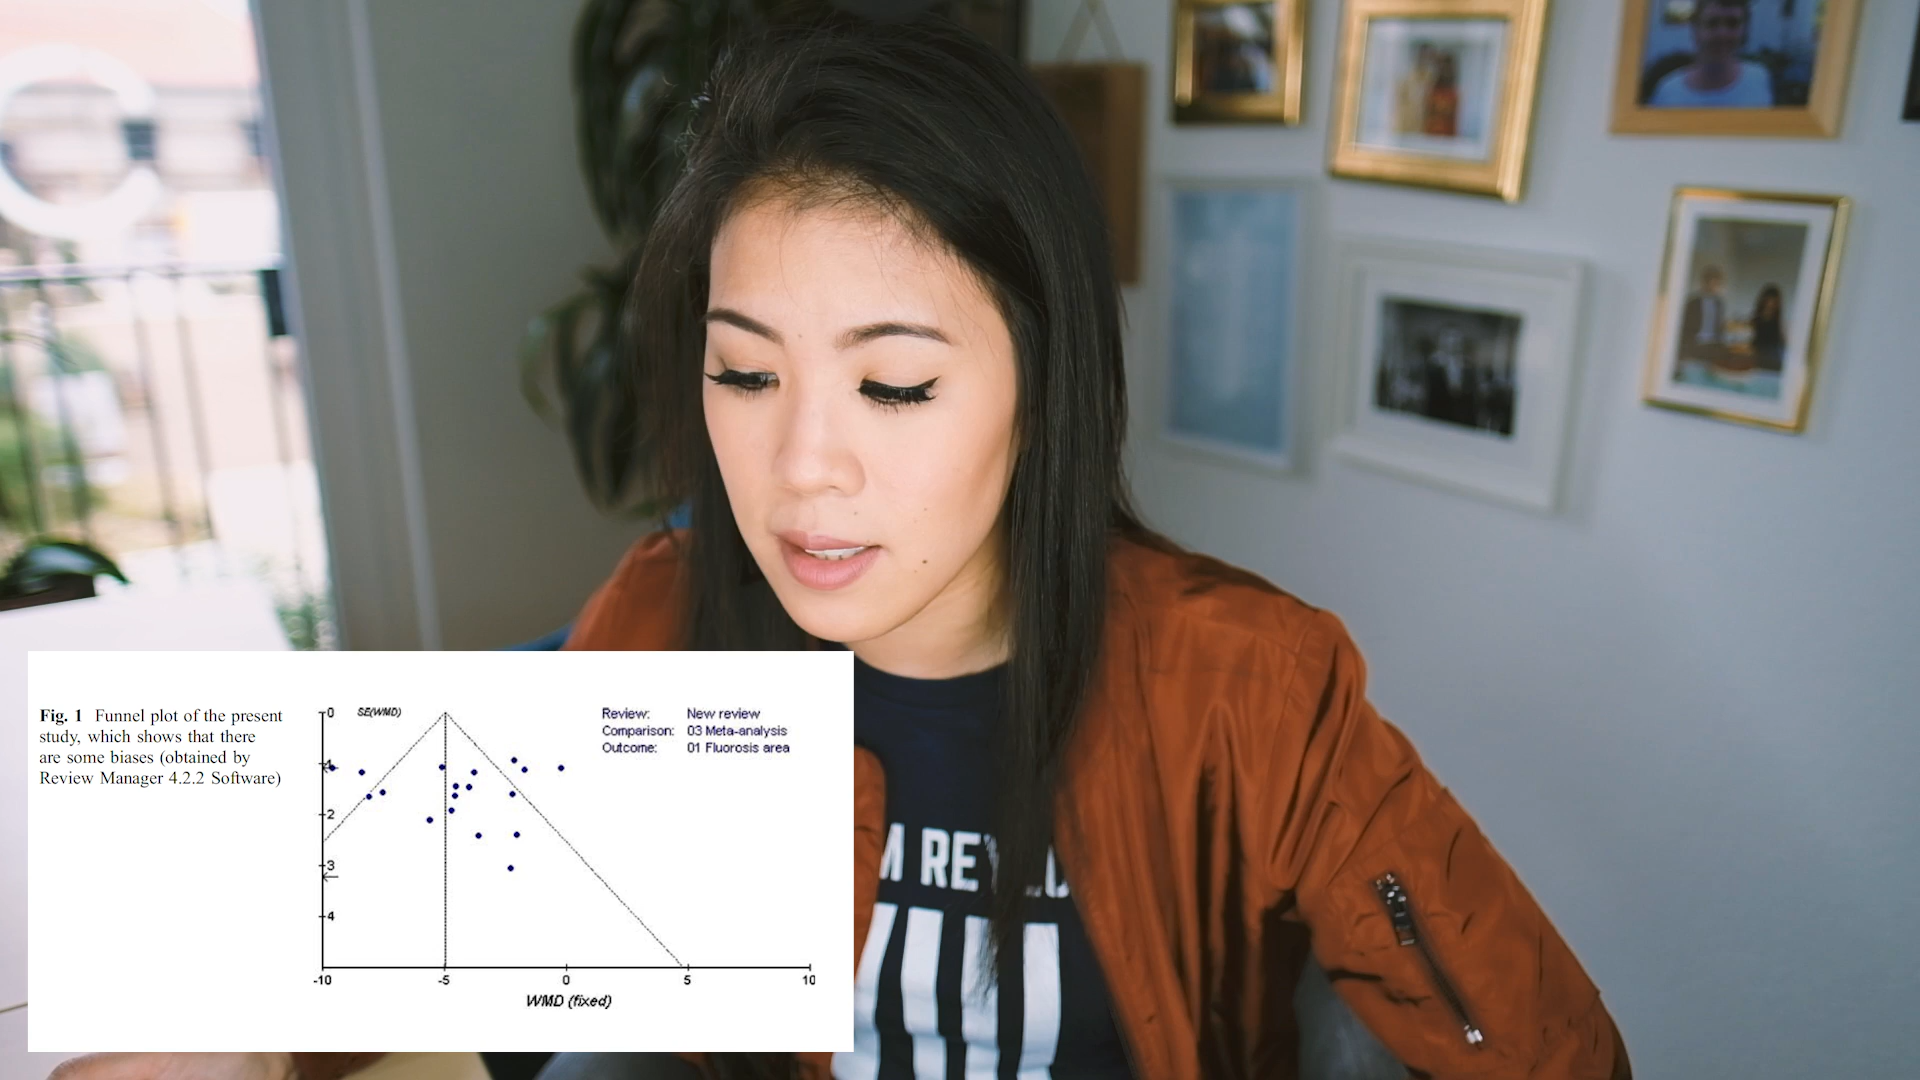 Fig. 1 Funnel plot of the present
study, which shows that there
are some biases (obtained by
Review Manager 4.2.2 Software)
SE(WMD)
Review: New review
Comparison: 03 Meta-analysis
Outcome: 01 Fluorosis area
0
2
3
4
-10 -5 0 5 10
WMD (fixed)